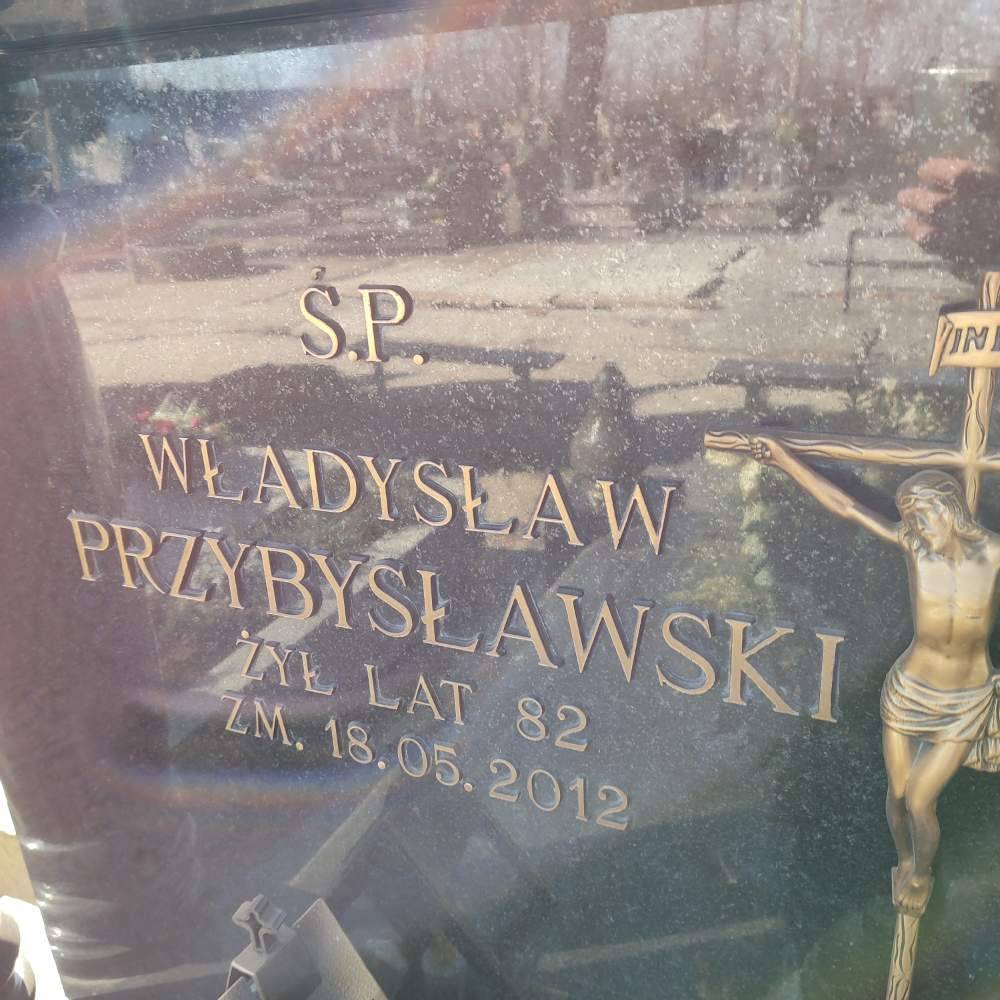 Ś.P.
WŁADYSŁAW
PRZYBYSŁAWSKI
ŻYŁ LAT 82
ZM. 18.05.2012